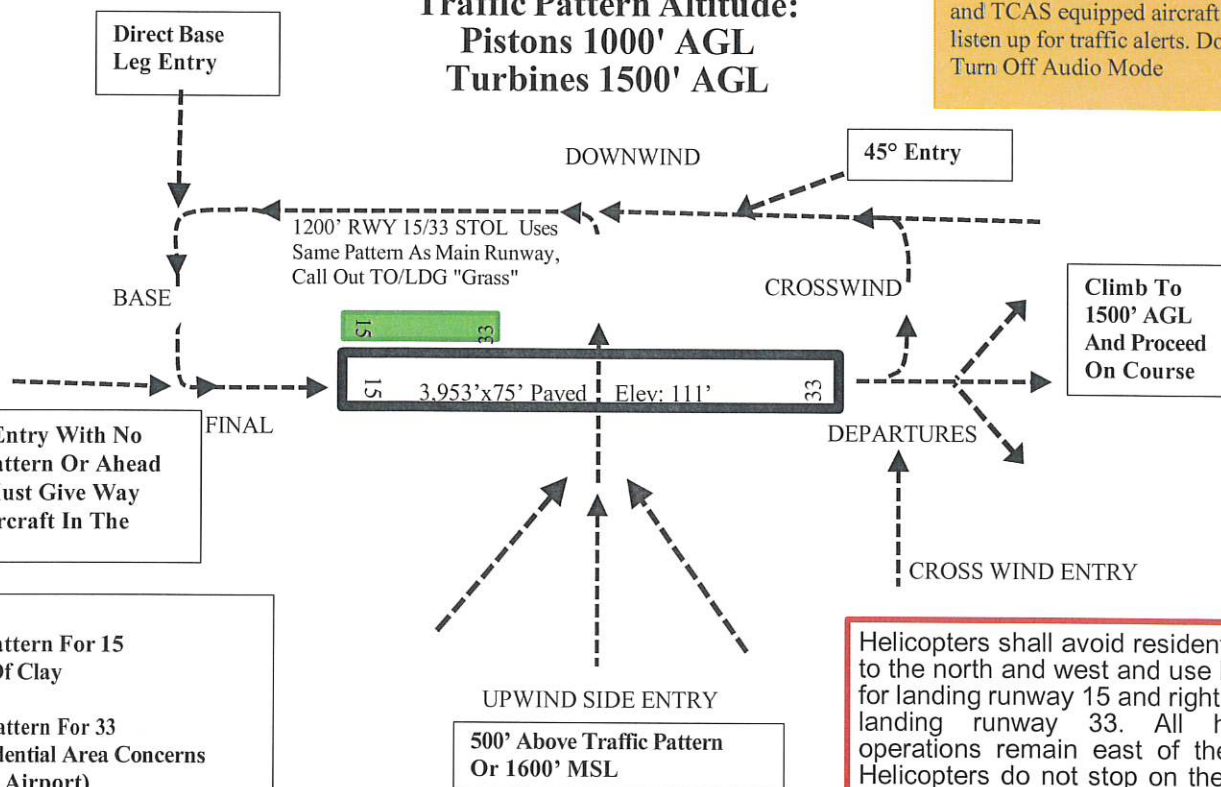 Traffic Pattern Altitude:
Pistons 1000' AGL
Turbines 1500' AGL
and TCAS equipped aircraft
listen up for traffic alerts. Do
Turn Off Audio Mode
Direct Base
Leg Entry
DOWNWIND
45° Entry
1200' RWY 15/33 STOL Uses
Same Pattern As Main Runway,
Call Out TO/LDG "Grass"
BASE
CROSSWIND
Climb To
1500' AGL
And Proceed
On Course
15 33
15 3,953'x75' Paved Elev: 111' 33
FINAL
DEPARTURES
Entry With No
attern Or Ahead
ust Give Way
rcraft In The
CROSS WIND ENTRY
UPWIND SIDE ENTRY
500' Above Traffic Pattern
Or 1600' MSL
attern For 15
Of Clay
attern For 33
dential Area Concerns
Airport)
Helicopters shall avoid resident
to the north and west and use
for landing runway 15 and right
landing runway 33. All h
operations remain east of the
Helicopters do not stop on the